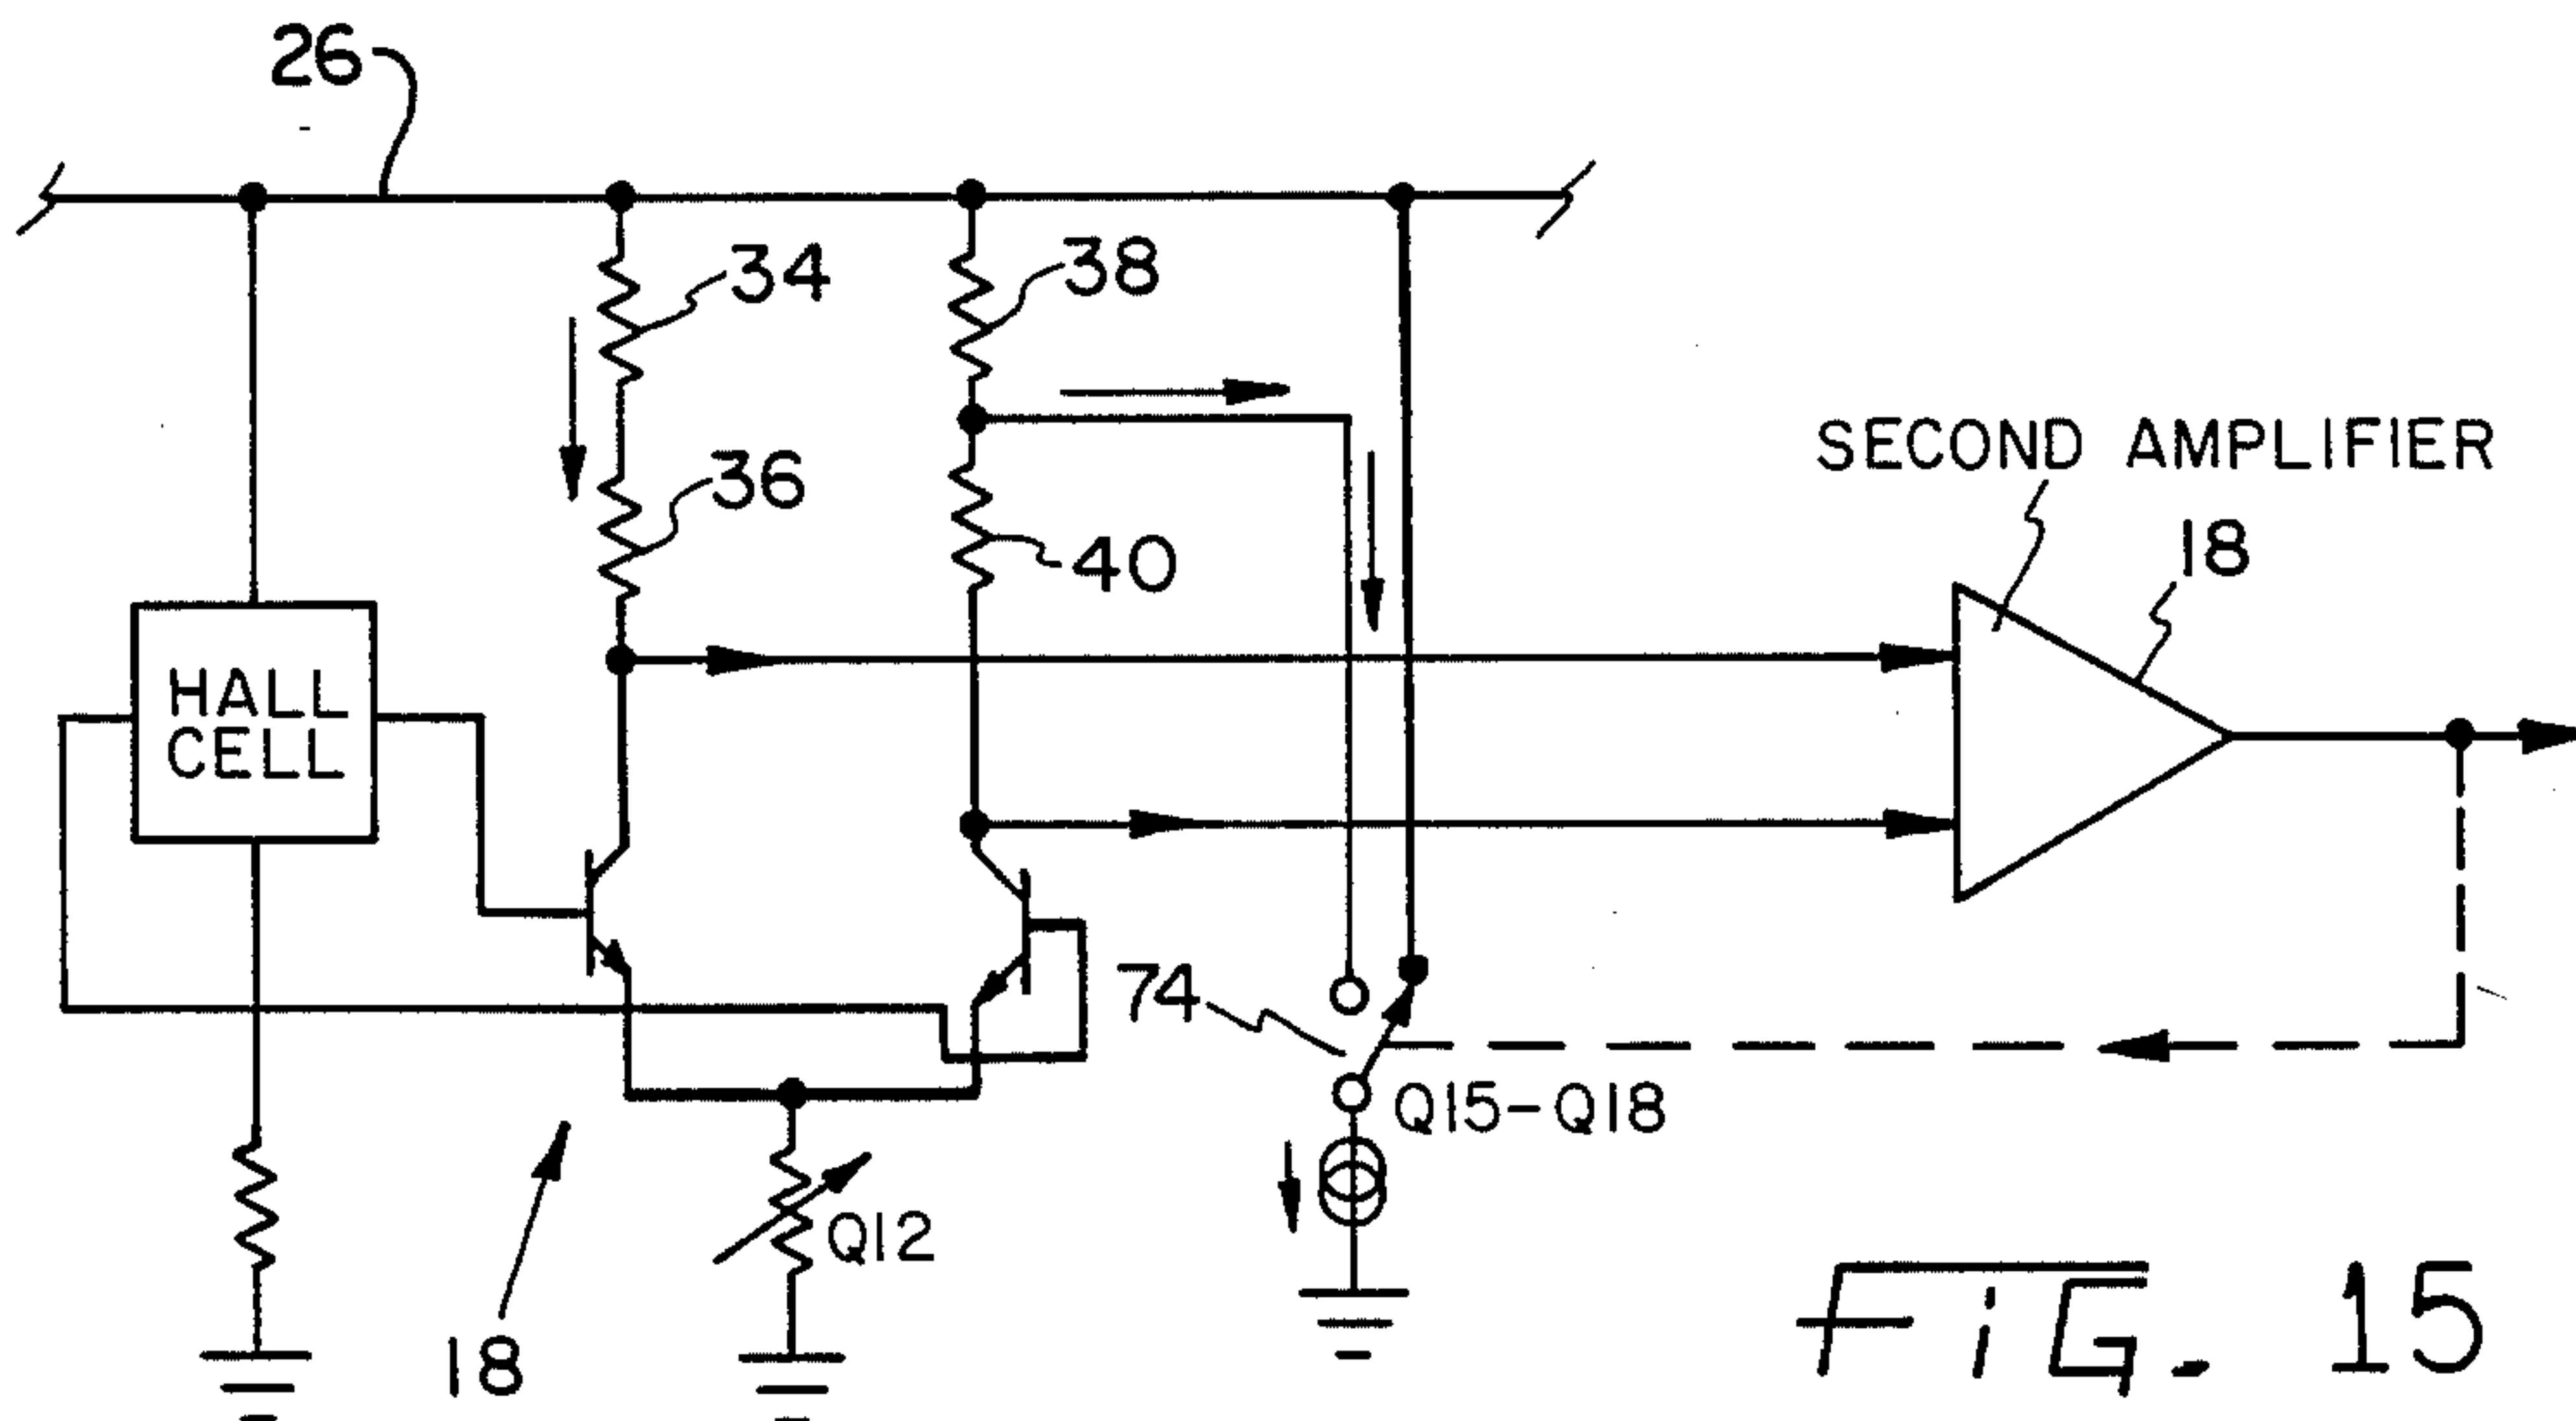 26
34
38
36
40
SECOND AMPLIFIER
18
HALL
CELL
74
Q15-Q18
Q12
18
FiG. 15